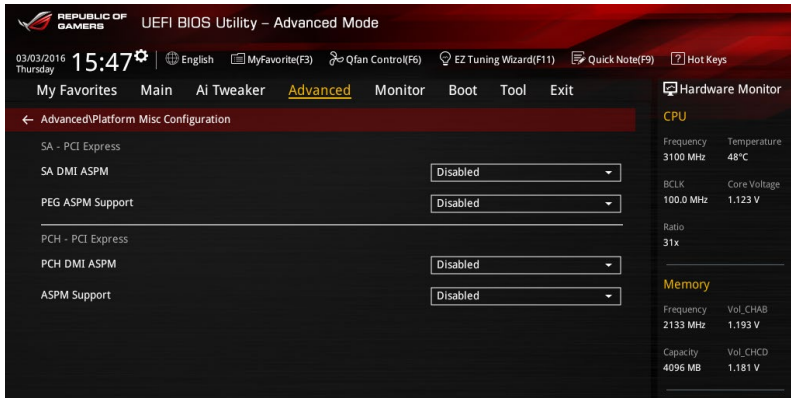 REPUBLIC OF
GAMERS
UEFI BIOS Utility – Advanced Mode
03/03/2016
Thursday
15:47
English
MyFavorite(F3)
Qfan Control(F6)
EZ Tuning Wizard(F11)
Quick Note(F9)
? Hot Keys
My Favorites Main Ai Tweaker Advanced Monitor Boot Tool Exit
Hardware Monitor
← Advanced\Platform Misc Configuration
SA - PCI Express
SA DMI ASPM Disabled
PEG ASPM Support Disabled
PCH - PCI Express
PCH DMI ASPM Disabled
ASPM Support Disabled
CPU
Frequency Temperature
3100 MHz 48°C
BCLK Core Voltage
100.0 MHz 1.123 V
Ratio
31x
Memory
Frequency Vol_CHAB
2133 MHz 1.193 V
Capacity Vol_CHCD
4096 MB 1.181 V